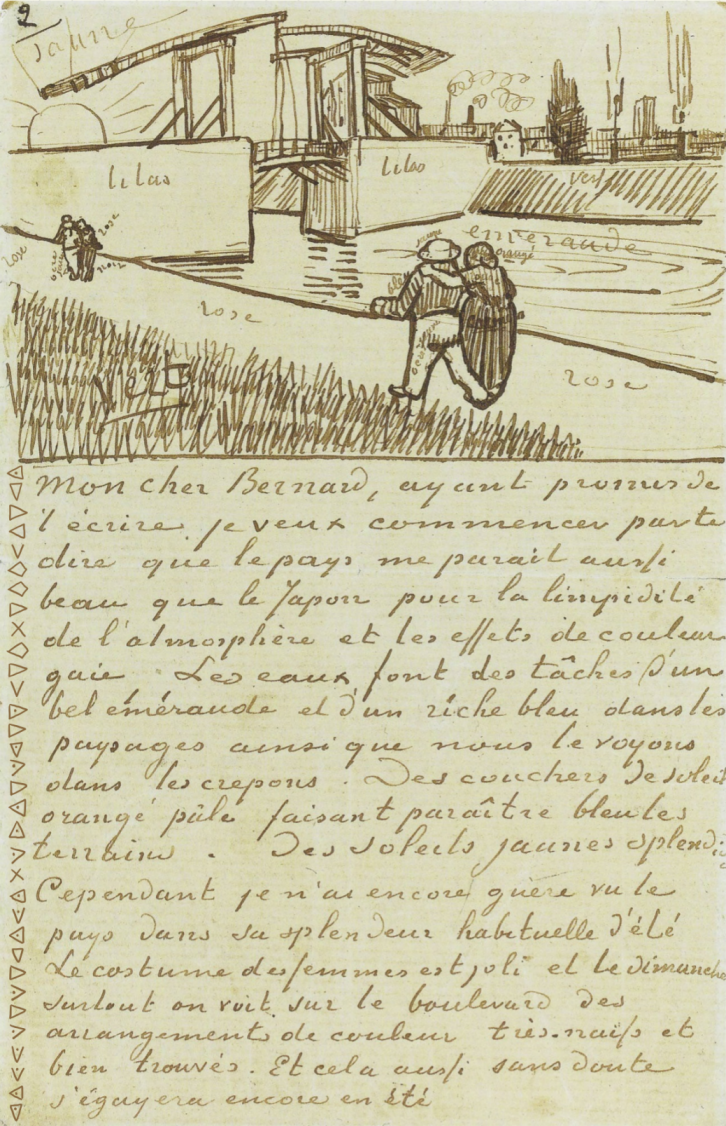 2
Jaune
lilas
lilas
vert
rose
rose
rose
emeraude
orangé
rose
rose
vert
Mon cher Bernard, ayant promis de
t'écrire je veux commencer par te
dire que le pays me parait aussi
beau que le Japon pour la limpidité
de l'atmosphère et les effets de couleur
gaie Les eaux font des tâches d'un
bel éméraude et d'un riche bleu dans les
paysages ainsi que nous le voyons
dans les crepons. Des couchers de soleil
orangé pâle faisant paraître bleu les
terrains. Des soleils jaunes splendi
Cependant je n'ai encore guère vu le
pays dans sa splendeur habituelle d'été
Le costume des femmes est joli et le dimanche
surtout on voit sur le boulevard des
arrangements de couleur très-naifs et
bien trouvés. Et cela aussi sans doute
s'égayera encore en été